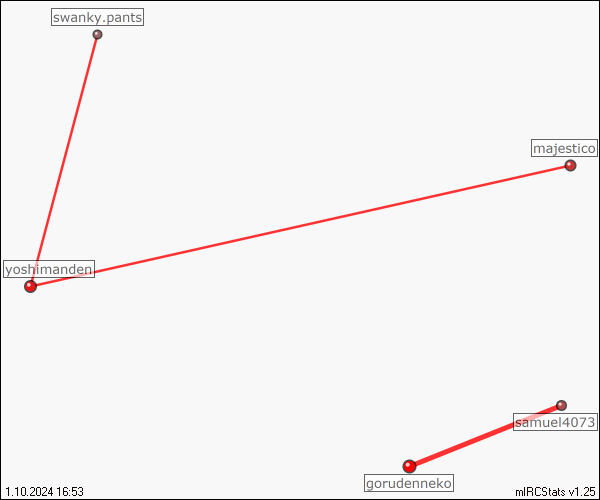 swanky.pants
majestico
yoshimanden
samuel4073
gorudenneko
1.10.2024 16:53
mIRCStats v1.25